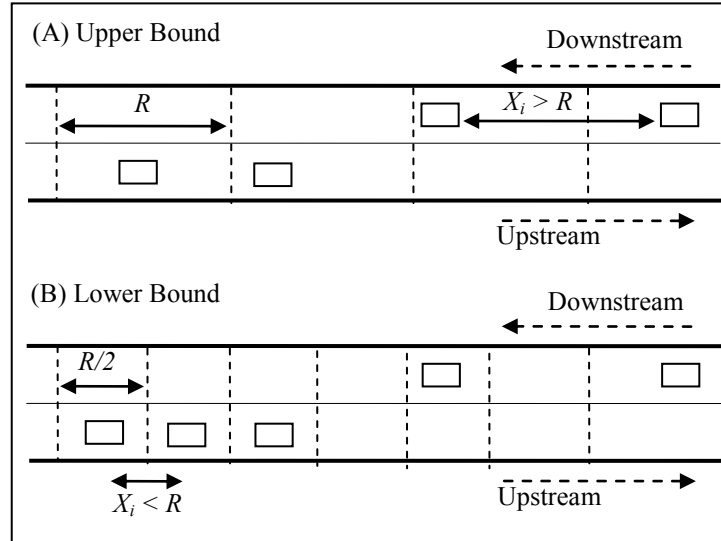 (A) Upper Bound
Downstream
R
X_i > R
Upstream
(B) Lower Bound
Downstream
R/2
X_i < R
Upstream